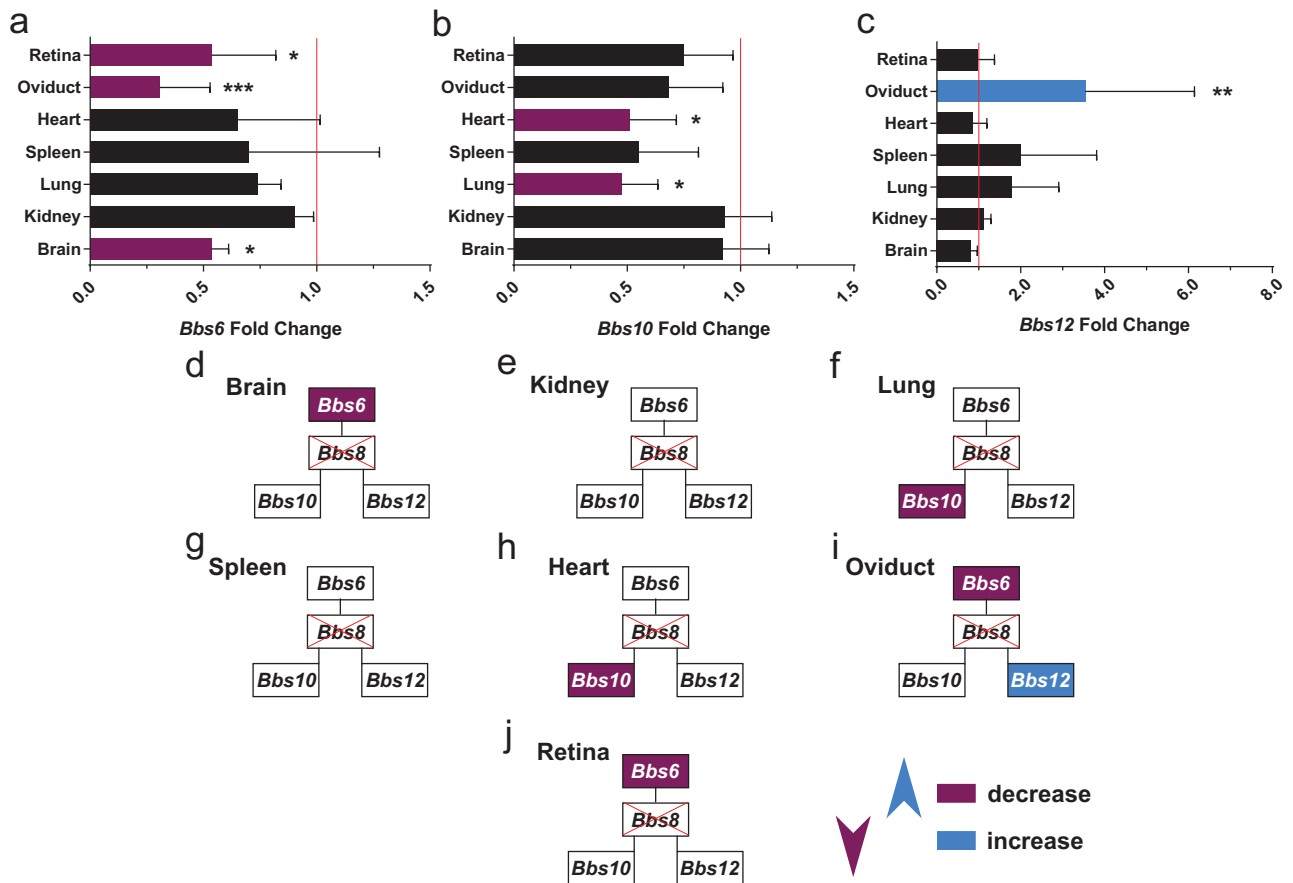 a
Retina
*
Oviduct
***
Heart
Spleen
Lung
Kidney
Brain
*
0.0
0.5
1.0
1.5
Bbs6 Fold Change
b
Retina
Oviduct
Heart
*
Spleen
Lung
*
Kidney
Brain
0.0
0.5
1.0
1.5
Bbs10 Fold Change
c
Retina
Oviduct
**
Heart
Spleen
Lung
Kidney
Brain
0.0
2.0
4.0
6.0
8.0
Bbs12 Fold Change
d
Brain
Bbs6
Bbs8
Bbs10 Bbs12
e
Kidney
Bbs6
Bbs8
Bbs10 Bbs12
f
Lung
Bbs6
Bbs8
Bbs10 Bbs12
g
Spleen
Bbs6
Bbs8
Bbs10 Bbs12
h
Heart
Bbs6
Bbs8
Bbs10 Bbs12
i
Oviduct
Bbs6
Bbs8
Bbs10 Bbs12
j
Retina
Bbs6
Bbs8
Bbs10 Bbs12
decrease
increase